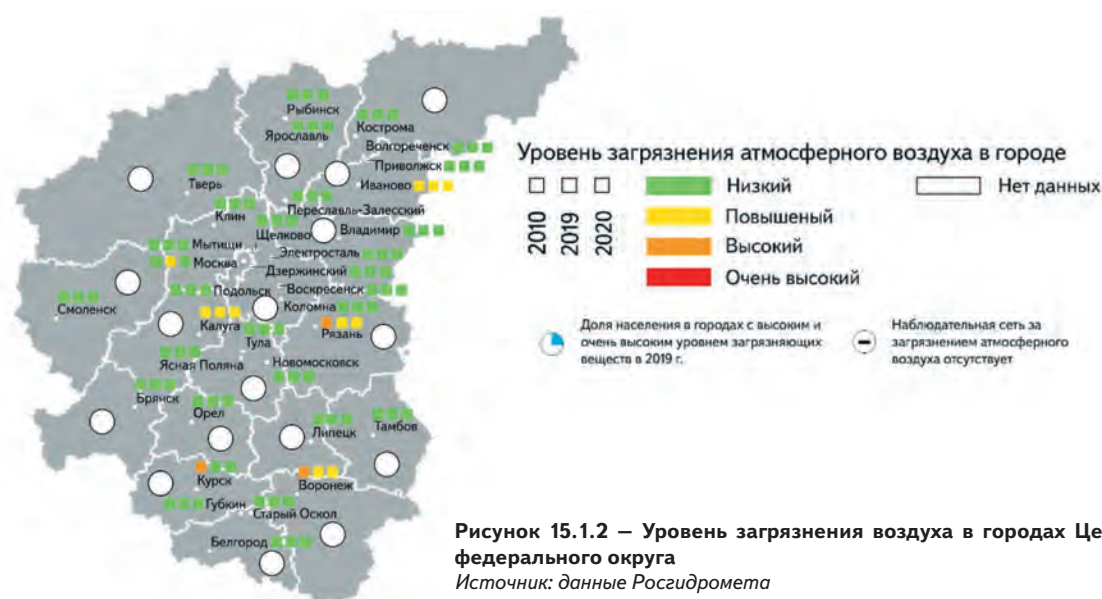 Рыбинск
Ярославль
Кострома
Волгореченск
Приволжск
Иваново
Тверь
Клин
Переславль-Залесский
Щелково
Владимир
Мытищи
Электросталь
Москва
Дзержинский
Смоленск
Подольск
Воскресенск
Коломна
Калуга
Тула
Рязань
Ясная Поляна
Новомосковск
Брянск
Орел
Липецк
Тамбов
Курск
Воронеж
Губкин
Старый Оскол
Белгород
Уровень загрязнения атмосферного воздуха в городе
2010
2019
2020
Низкий
Нет данных
Повышеный
Высокий
Очень высокий
Доля населения в городах с высоким и
очень высоким уровнем загрязняющих
веществ в 2019 г.
Наблюдательная сеть за
загрязнением атмосферного
воздуха отсутствует
Рисунок 15.1.2 – Уровень загрязнения воздуха в городах Це
федерального округа
Источник: данные Росгидромета